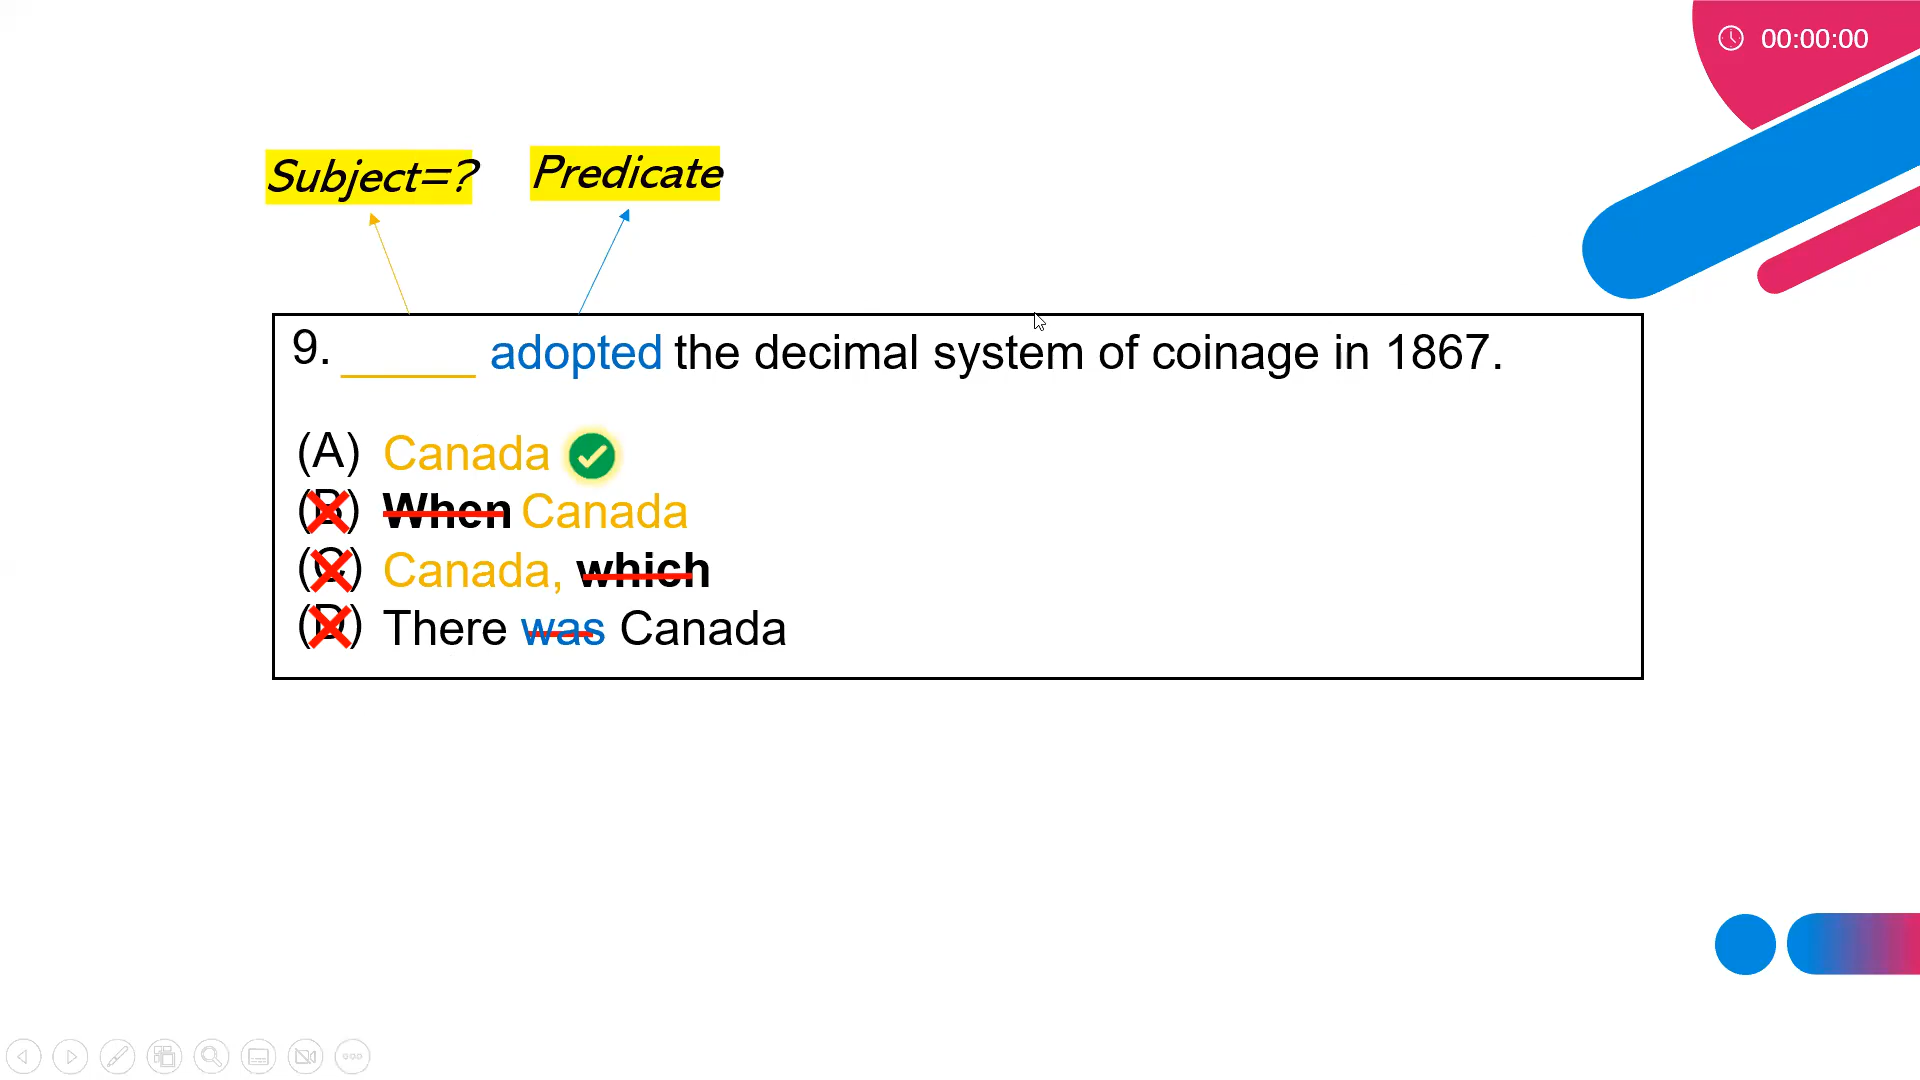 00:00:00
Subject=? Predicate
9. _____ adopted the decimal system of coinage in 1867.
(A) Canada
(B) When Canada
(C) Canada, which
(D) There was Canada